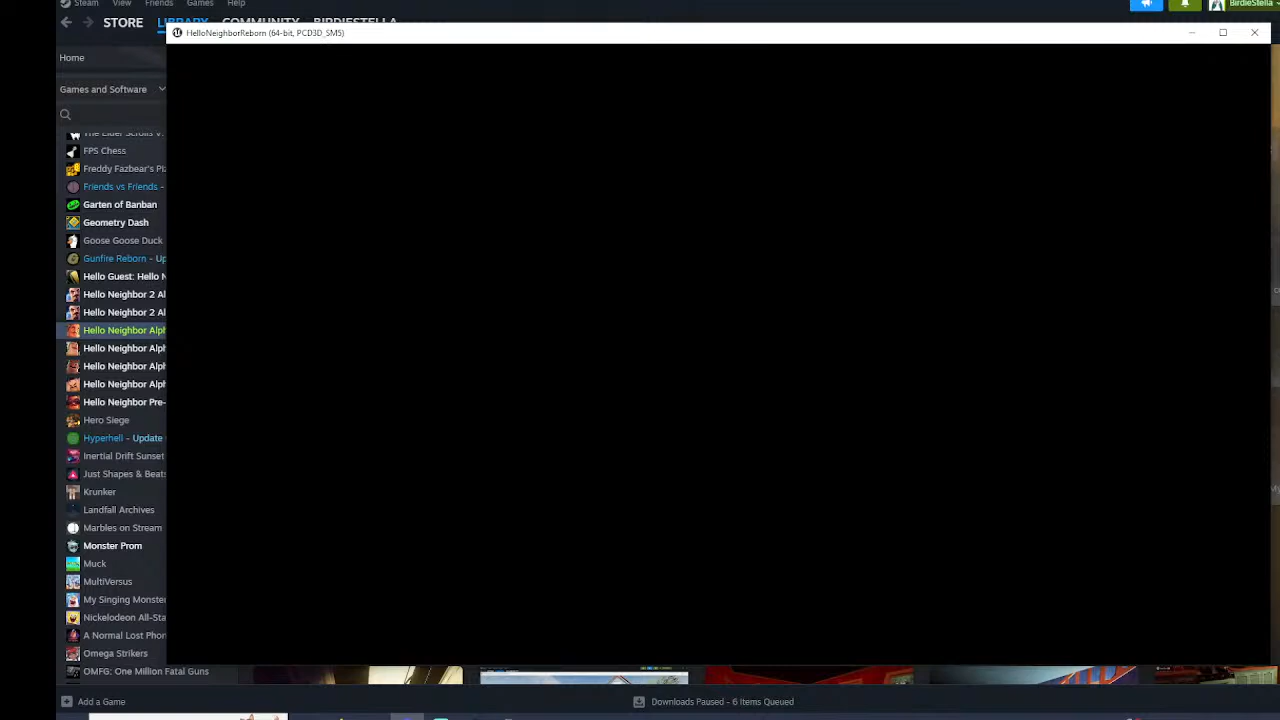 Steam View Friends Games Help
BirdieStella
STORE LIBRARY COMMUNITY BIRDIESTELLA
HelloNeighborReborn (64-bit, PCD3D_SM5)
Home
Games and Software
The Elder Scrolls V:
FPS Chess
Freddy Fazbear's Piz
Friends vs Friends -
Garten of Banban
Geometry Dash
Goose Goose Duck
Gunfire Reborn - Up
Hello Guest: Hello N
Hello Neighbor 2 Al
Hello Neighbor 2 Al
Hello Neighbor Alph
Hello Neighbor Alph
Hello Neighbor Alph
Hello Neighbor Alph
Hello Neighbor Pre-
Hero Siege
Hyperhell - Update
Inertial Drift Sunset
Just Shapes & Beats
Krunker
Landfall Archives
Marbles on Stream
Monster Prom
Muck
MultiVersus
My Singing Monste
Nickelodeon All-Sta
A Normal Lost Phon
Omega Strikers
OMFG: One Million Fatal Guns
Add a Game
Downloads Paused - 6 Items Queued